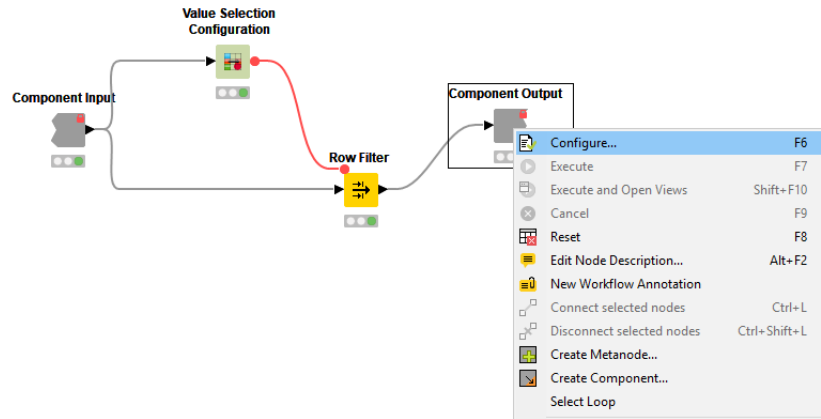 Value Selection
Configuration
Component Input
Component Output
Row Filter
Configure... F6
Execute F7
Execute and Open Views Shift+F10
Cancel F9
Reset F8
Edit Node Description... Alt+F2
New Workflow Annotation
Connect selected nodes Ctrl+L
Disconnect selected nodes Ctrl+Shift+L
Create Metanode...
Create Component...
Select Loop